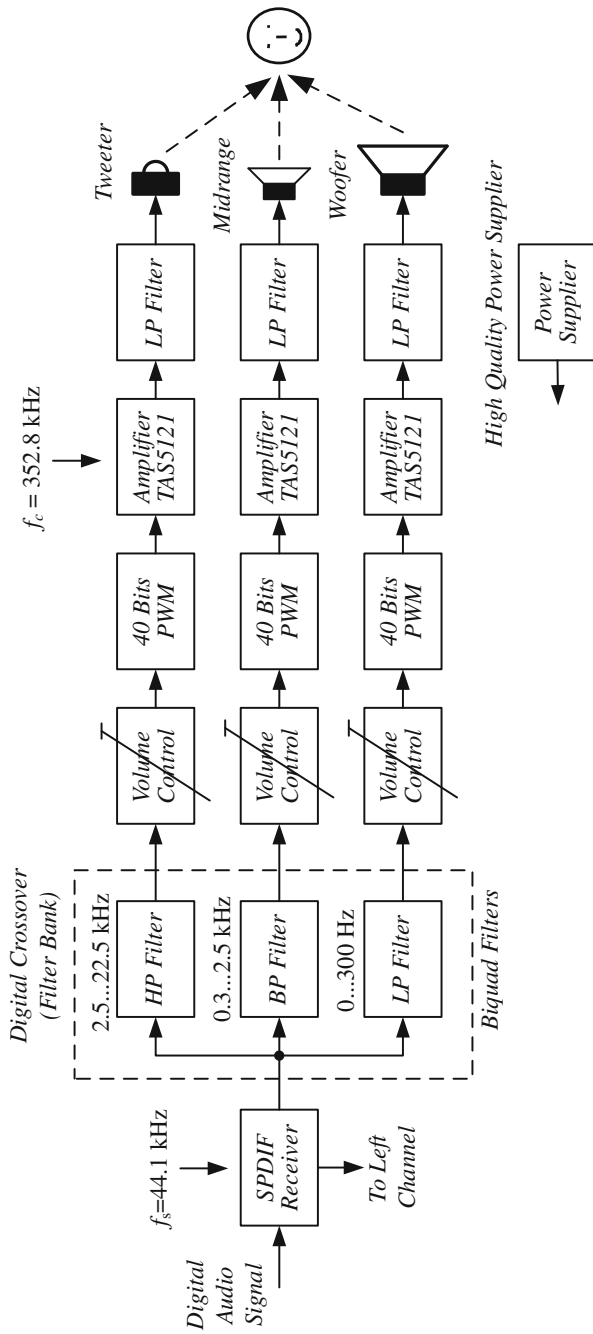 Digital
Audio
Signal
f_s=44.1 kHz
SPDIF
Receiver
To Left
Channel
Digital Crossover
(Filter Bank)
2.5...22.5 kHz
HP Filter
0.3...2.5 kHz
BP Filter
0...300 Hz
LP Filter
Biquad Filters
Volume
Control
Volume
Control
Volume
Control
40 Bits
PWM
40 Bits
PWM
40 Bits
PWM
f_c = 352.8 kHz
Amplifier
TAS5121
Amplifier
TAS5121
Amplifier
TAS5121
LP Filter
LP Filter
LP Filter
Tweeter
Midrange
Woofer
High Quality Power Supplier
Power
Supplier